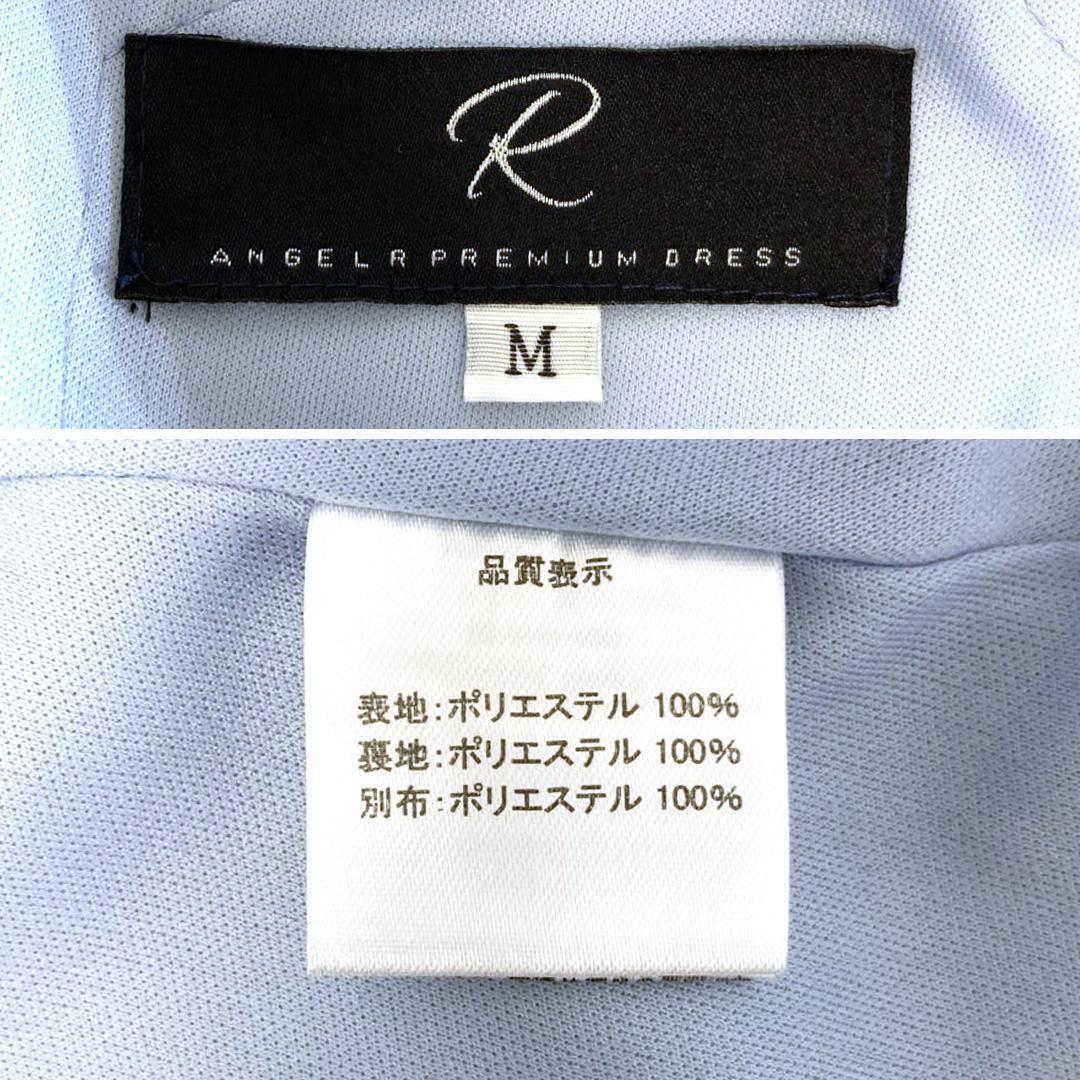 R
ANGEL R PREMIUM DRESS
M
品質表示
表地:ポリエステル 100%
裏地:ポリエステル 100%
別布:ポリエステル 100%